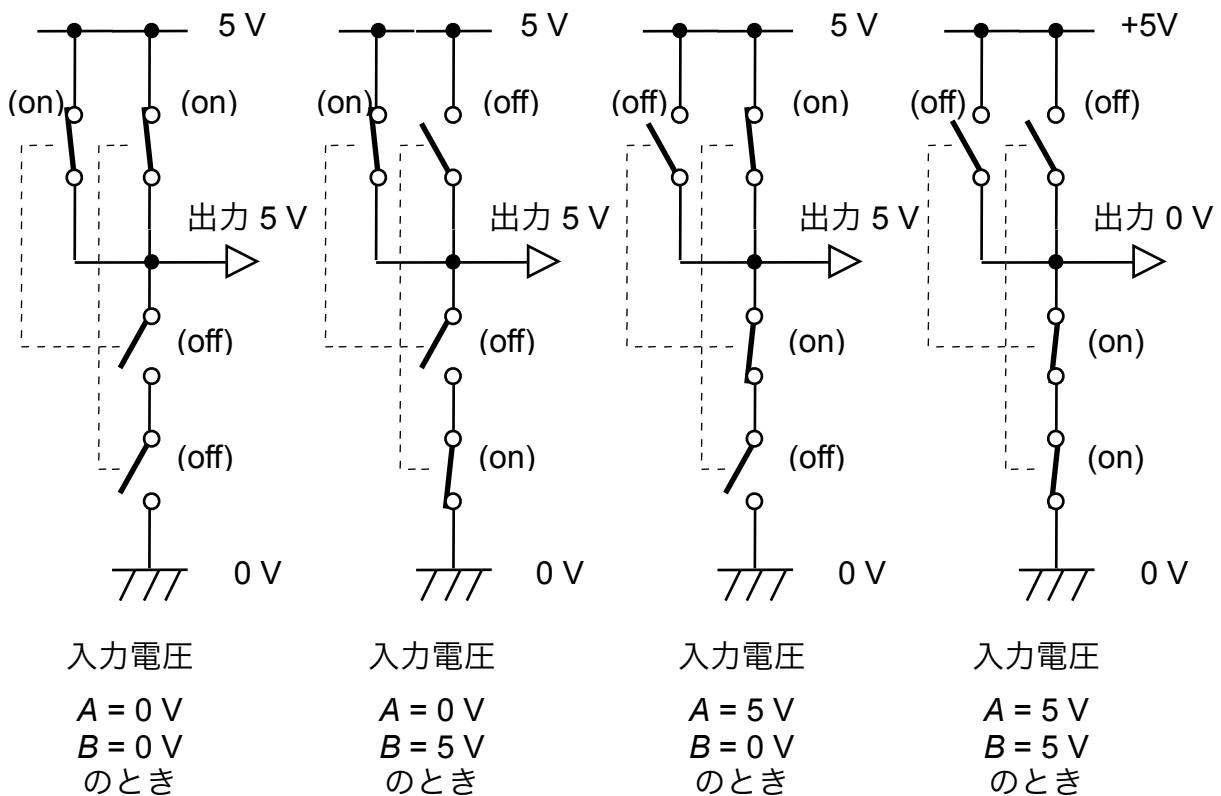 5 V
(on)
(on)
出力 5 V
(off)
(off)
0 V
入力電圧
A = 0 V
B = 0 V
のとき
5 V
(on)
(off)
出力 5 V
(off)
(on)
0 V
入力電圧
A = 0 V
B = 5 V
のとき
5 V
(off)
(on)
出力 5 V
(on)
(off)
0 V
入力電圧
A = 5 V
B = 0 V
のとき
+5V
(off)
(off)
出力 0 V
(on)
(on)
0 V
入力電圧
A = 5 V
B = 5 V
のとき